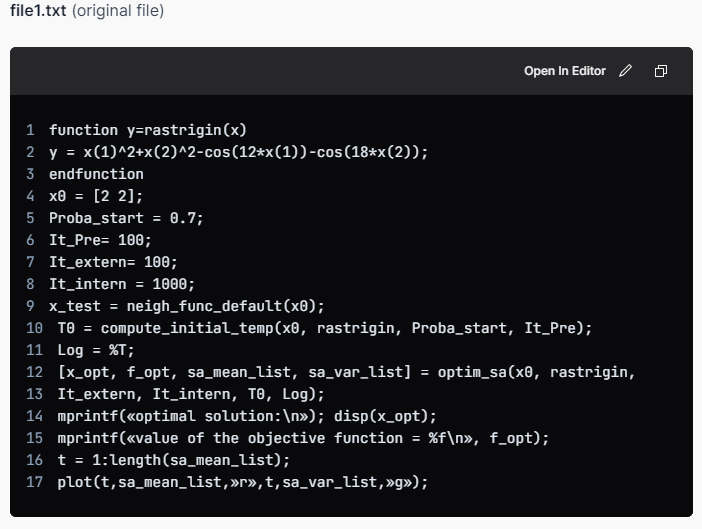 file1.txt (original file)
Open In Editor
1 function y=rastrigin(x)
2 y = x(1)^2+x(2)^2-cos(12*x(1))-cos(18*x(2));
3 endfunction
4 x0 = [2 2];
5 Proba_start = 0.7;
6 It_Pre= 100;
7 It_extern= 100;
8 It_intern = 1000;
9 x_test = neigh_func_default(x0);
10 T0 = compute_initial_temp(x0, rastrigin, Proba_start, It_Pre);
11 Log = %T;
12 [x_opt, f_opt, sa_mean_list, sa_var_list] = optim_sa(x0, rastrigin,
13 It_extern, It_intern, T0, Log);
14 mprintf(«optimal solution:\n»); disp(x_opt);
15 mprintf(«value of the objective function = %f\n», f_opt);
16 t = 1:length(sa_mean_list);
17 plot(t,sa_mean_list,»r»,t,sa_var_list,»g»);